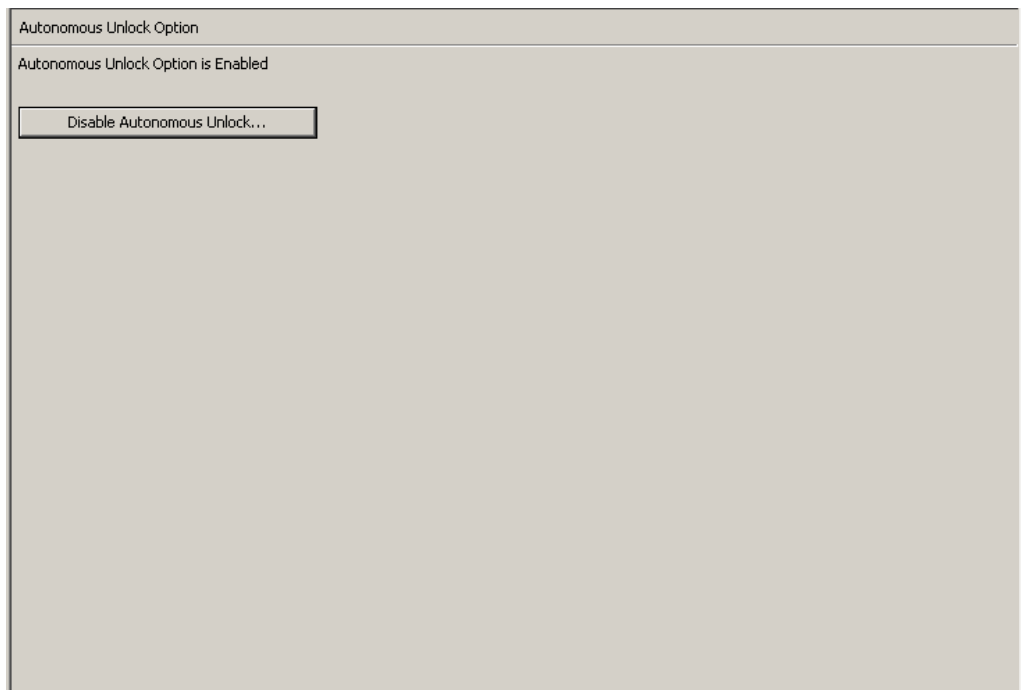 Autonomous Unlock Option
Autonomous Unlock Option is Enabled
Disable Autonomous Unlock...